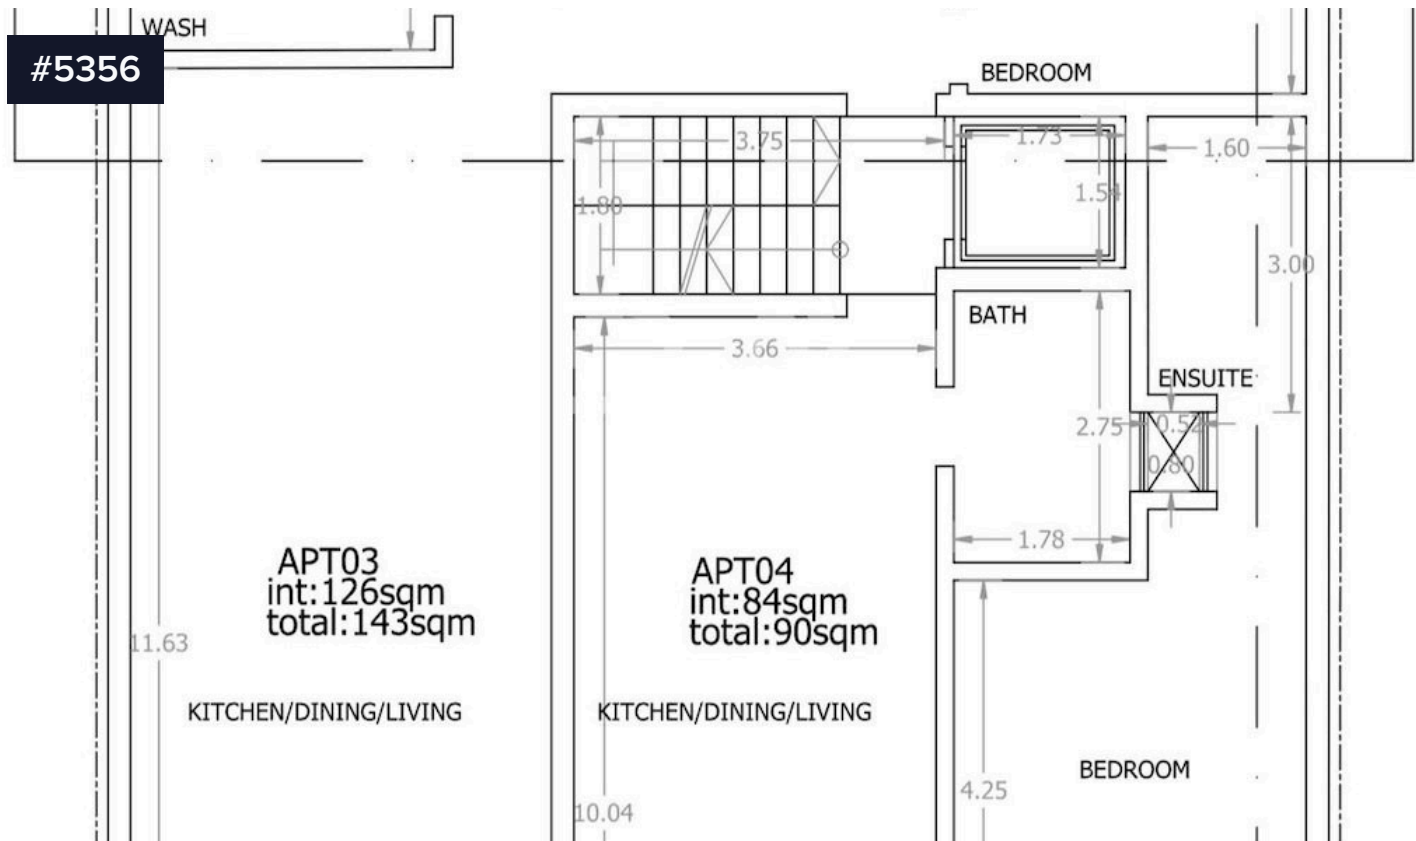 WASH
#5356
BEDROOM
3.75
1.73
1.60
1.80
1.54
3.00
BATH
3.66
ENSUITE
2.75
0.52
0.80
1.78
APT03
int:126sqm
total:143sqm
APT04
int:84sqm
total:90sqm
11.63
KITCHEN/DINING/LIVING
KITCHEN/DINING/LIVING
BEDROOM
4.25
10.04